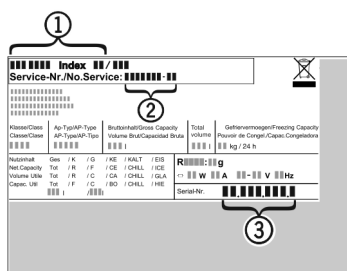 1
Index /
Service-Nr./No.Service: -
2
Klasse/Class Ap-Typ/AP-Type Bruttoinhalt/Gross Capacity Total Gefriervermoegen/Freezing Capacity
Classe/Clase AP-Type/AP-Tipo Volume Brut/Capacidad Bruta volume Pouvoir de Congel./Capac.Congeladora
l l kg / 24 h
Nutzinhalt Ges / K / G / KE / KALT / EIS
Net.Capacity Tot / R / F / CE / CHILL / ICE
Volume Utile Tot / R / C / CA / CHILL / GLA
Capac. Util Tot / F / C / BO / CHILL / HIE
l / l
R : g
W A - V Hz
Serial-Nr. . . .
3